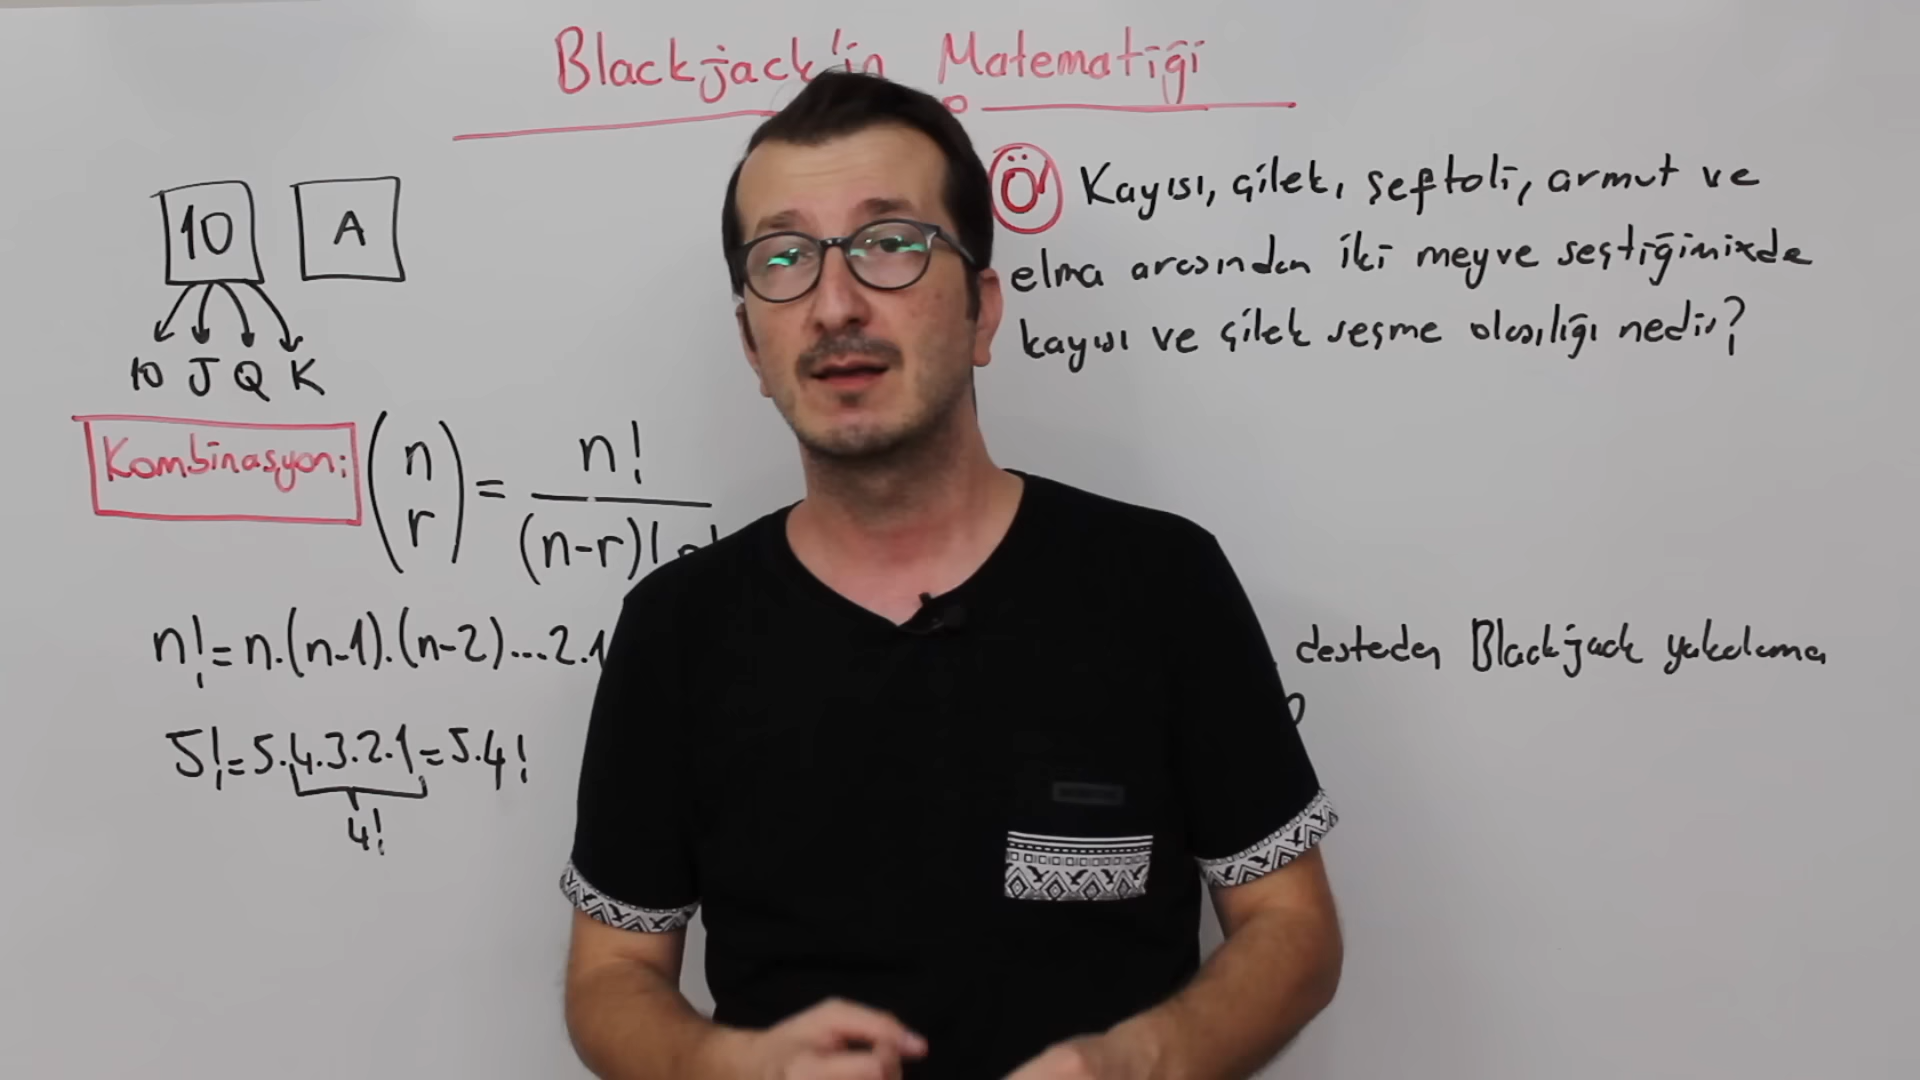 Blackjack'in Matematiği
10 A
10 J Q K
Kombinasyon: (n r) = n! / (n-r)!
n! = n.(n-1).(n-2)...2.1
5! = 5.4.3.2.1 = 5.4!
4!
Ö Kayısı, çilek, şeftali, armut ve
elma arasından iki meyve seçtiğimizde
kayısı ve çilek seçme olasılığı nedir?
desteden Blackjack yakalama